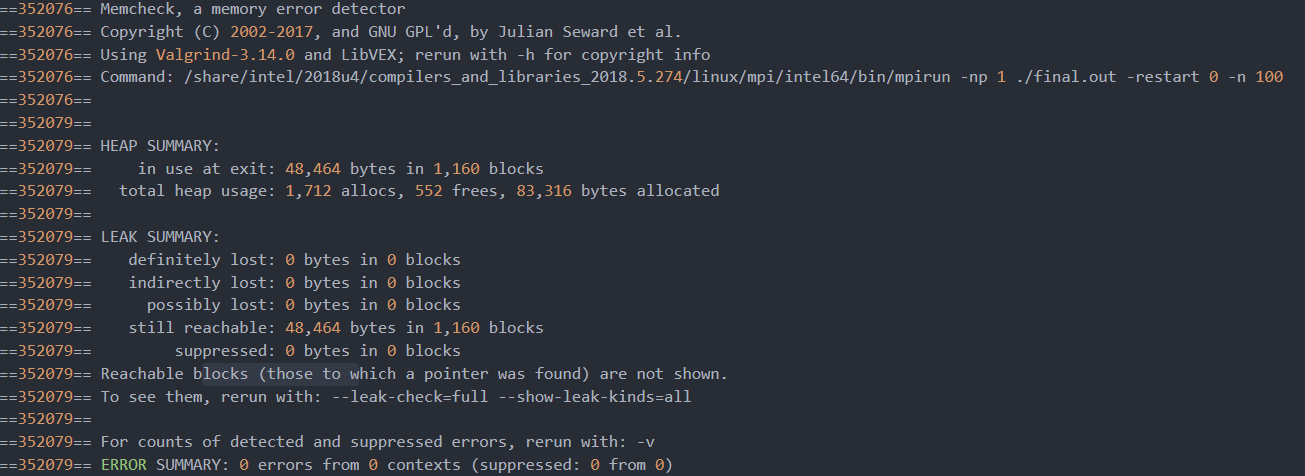 ==352076== Memcheck, a memory error detector
==352076== Copyright (C) 2002-2017, and GNU GPL'd, by Julian Seward et al.
==352076== Using Valgrind-3.14.0 and LibVEX; rerun with -h for copyright info
==352076== Command: /share/intel/2018u4/compilers_and_libraries_2018.5.274/linux/mpi/intel64/bin/mpirun -np 1 ./final.out -restart 0 -n 100
==352076==
==352079==
==352079== HEAP SUMMARY:
==352079==     in use at exit: 48,464 bytes in 1,160 blocks
==352079==   total heap usage: 1,712 allocs, 552 frees, 83,316 bytes allocated
==352079==
==352079== LEAK SUMMARY:
==352079==    definitely lost: 0 bytes in 0 blocks
==352079==    indirectly lost: 0 bytes in 0 blocks
==352079==      possibly lost: 0 bytes in 0 blocks
==352079==    still reachable: 48,464 bytes in 1,160 blocks
==352079==         suppressed: 0 bytes in 0 blocks
==352079== Reachable blocks (those to which a pointer was found) are not shown.
==352079== To see them, rerun with: --leak-check=full --show-leak-kinds=all
==352079==
==352079== For counts of detected and suppressed errors, rerun with: -v
==352079== ERROR SUMMARY: 0 errors from 0 contexts (suppressed: 0 from 0)